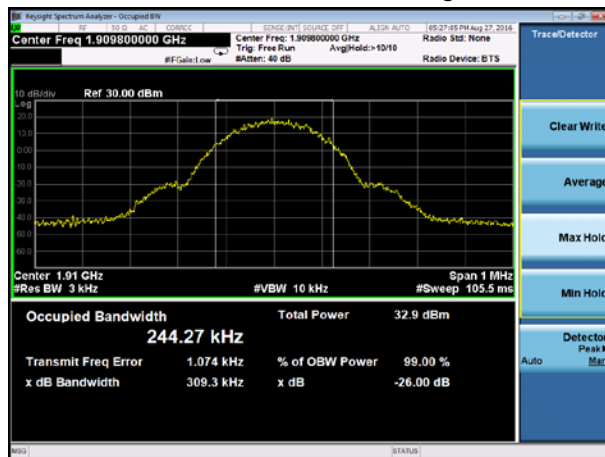 Keysight Spectrum Analyzer - Occupied BW
RF 50 Ω AC CORREC SENSE:INT SOURCE OFF ALIGN AUTO 05:27:05 PM Aug 27, 2016
Center Freq 1.909800000 GHz Center Freq: 1.909800000 GHz Radio Std: None Trace/Detector
Trig: Free Run Avg|Hold:>10/10
#IFGain:Low #Atten: 40 dB Radio Device: BTS
10 dB/div Ref 30.00 dBm
Log
20.0
10.0
0.00
10.0
20.0
30.0
40.0
50.0
60.0
Clear Write
Average
Max Hold
Min Hold
Center 1.91 GHz Span 1 MHz
#Res BW 3 kHz #VBW 10 kHz #Sweep 105.5 ms
Occupied Bandwidth Total Power 32.9 dBm
244.27 kHz
Transmit Freq Error 1.074 kHz % of OBW Power 99.00 %
x dB Bandwidth 309.3 kHz x dB -26.00 dB
Detector
Peak
Auto Man
MSG STATUS